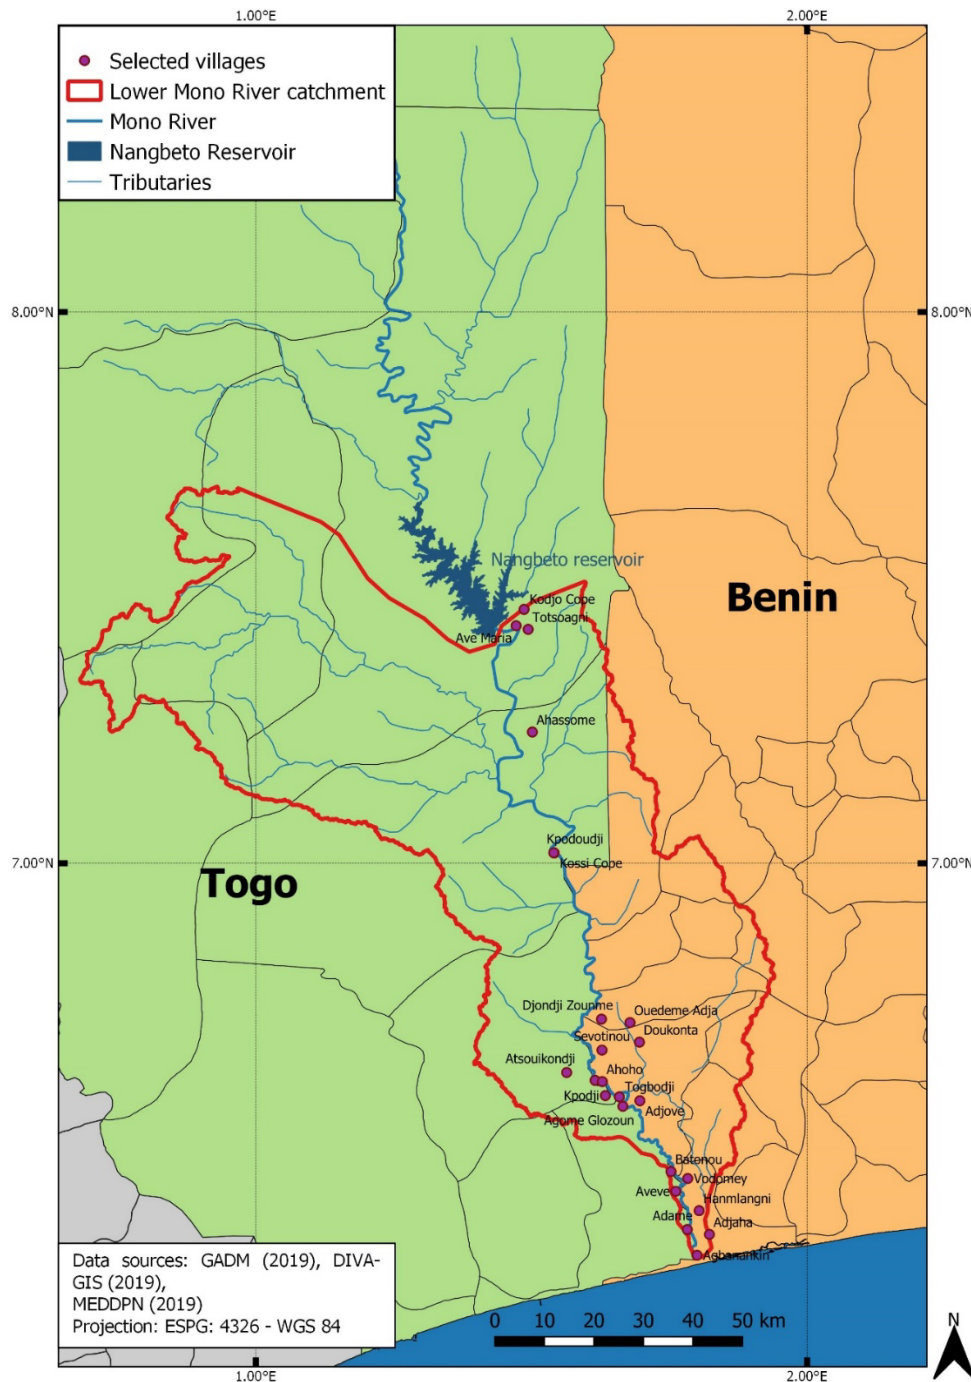 1.00°E
2.00°E
Selected villages
Lower Mono River catchment
Mono River
Nangbeto Reservoir
Tributaries
8.00°N
8.00°N
Nangbeto reservoir
Benin
Kodjo Cope
Totsoagni
Ave Maria
Ahassome
Kpodoudji
7.00°N
7.00°N
Kossi Cope
Togo
Djondji Zounme
Ouedeme Adja
Sevotinou
Doukonta
Atsouikondji
Ahoho
Kpodji
Togbodji
Adjove
Agome Glozoun
Batonou
Vodomey
Aveve
Hanmlangni
Adame
Adjaha
Agbanankin
Data sources: GADM (2019), DIVA-
GIS (2019),
MEDDPN (2019)
Projection: ESPG: 4326 - WGS 84
0 10 20 30 40 50 km
N
1.00°E
2.00°E